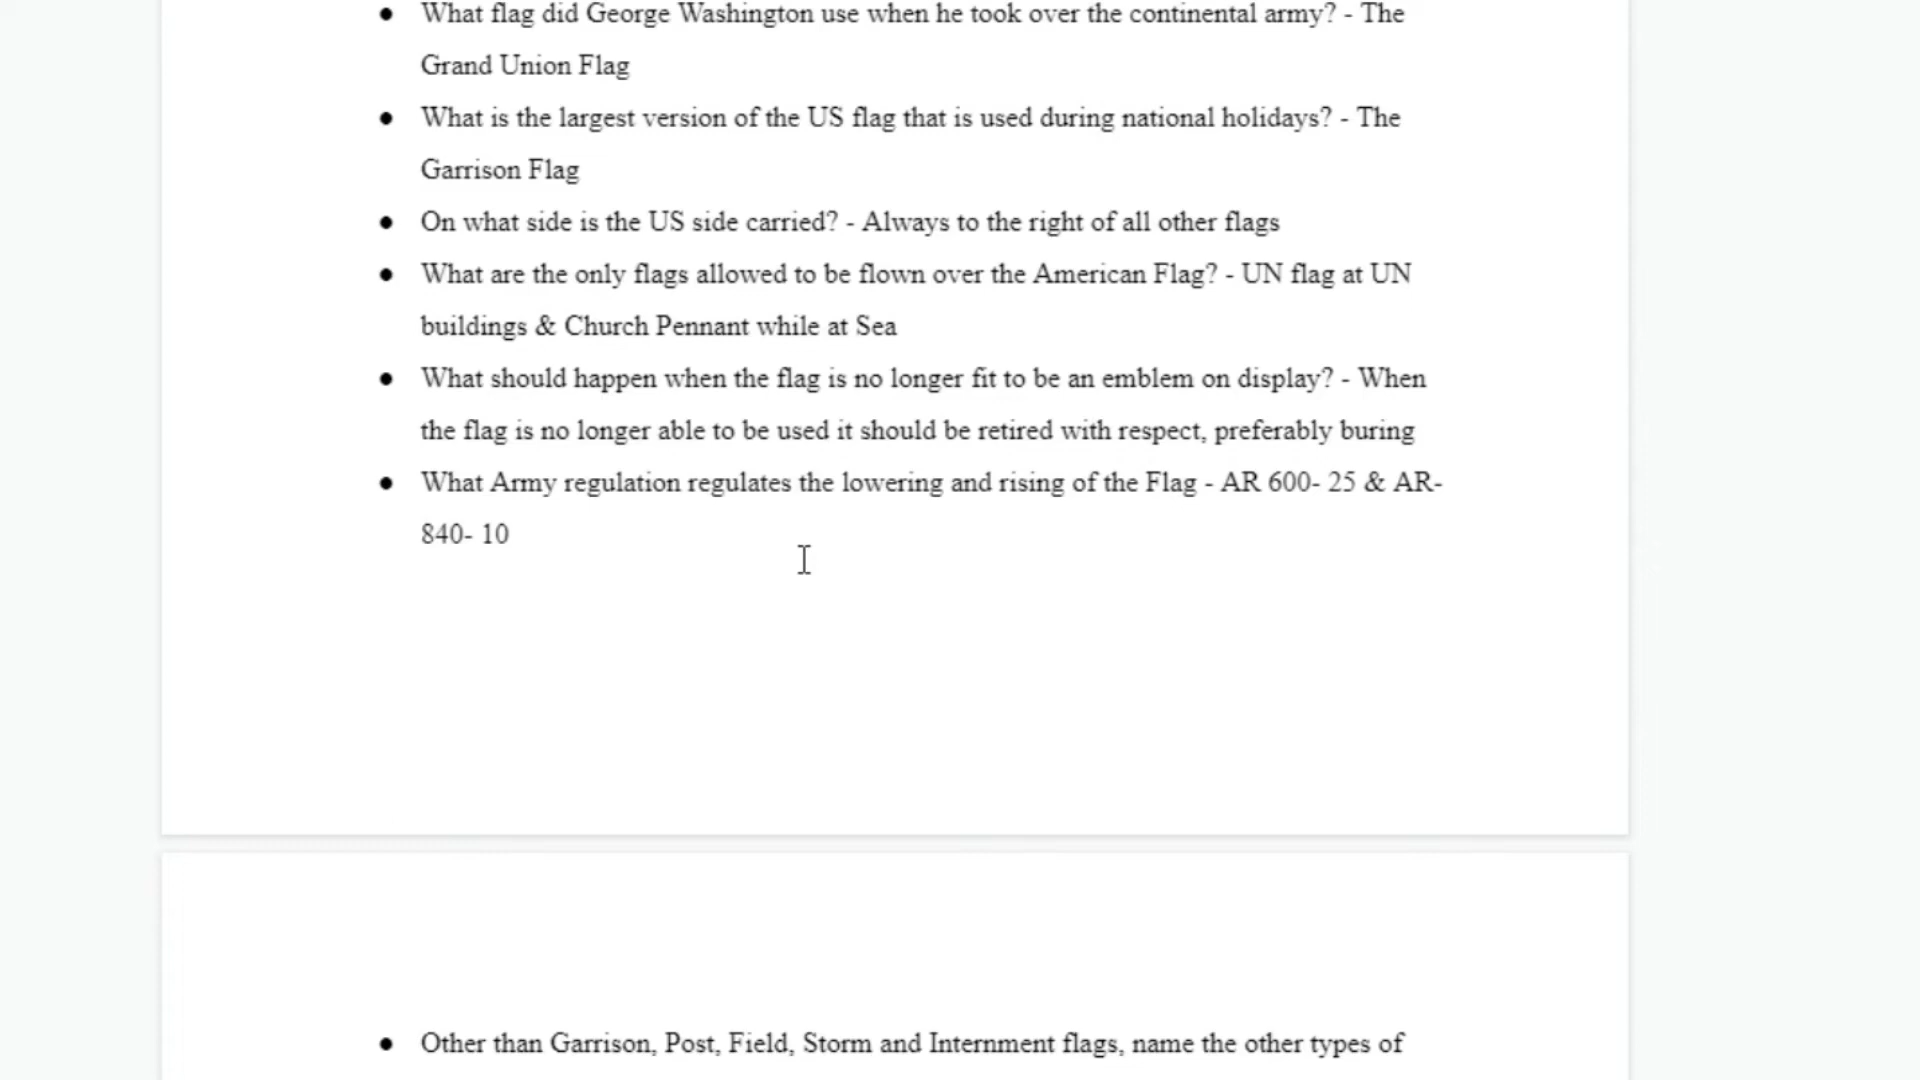 ● What flag did George Washington use when he took over the continental army? - The
Grand Union Flag
● What is the largest version of the US flag that is used during national holidays? - The
Garrison Flag
● On what side is the US side carried? - Always to the right of all other flags
● What are the only flags allowed to be flown over the American Flag? - UN flag at UN
buildings & Church Pennant while at Sea
● What should happen when the flag is no longer fit to be an emblem on display? - When
the flag is no longer able to be used it should be retired with respect, preferably buring
● What Army regulation regulates the lowering and rising of the Flag - AR 600- 25 & AR-
840- 10
● Other than Garrison, Post, Field, Storm and Internment flags, name the other types of